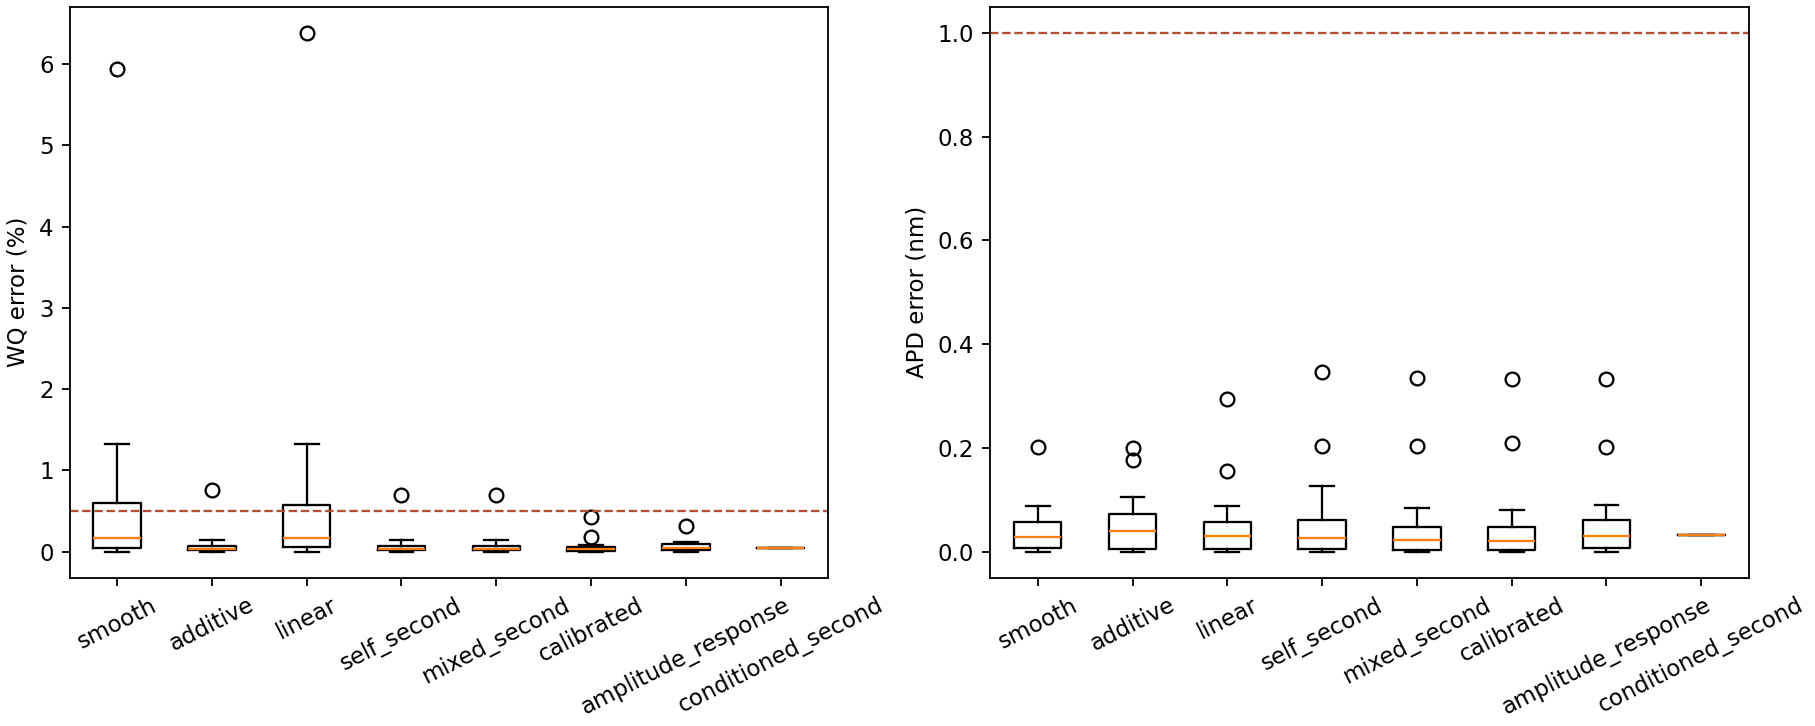 WQ error (%)
6
5
4
3
2
1
0
smooth
additive
linear
self_second
mixed_second
calibrated
amplitude_response
conditioned_second
APD error (nm)
1.0
0.8
0.6
0.4
0.2
0.0
smooth
additive
linear
self_second
mixed_second
calibrated
amplitude_response
conditioned_second